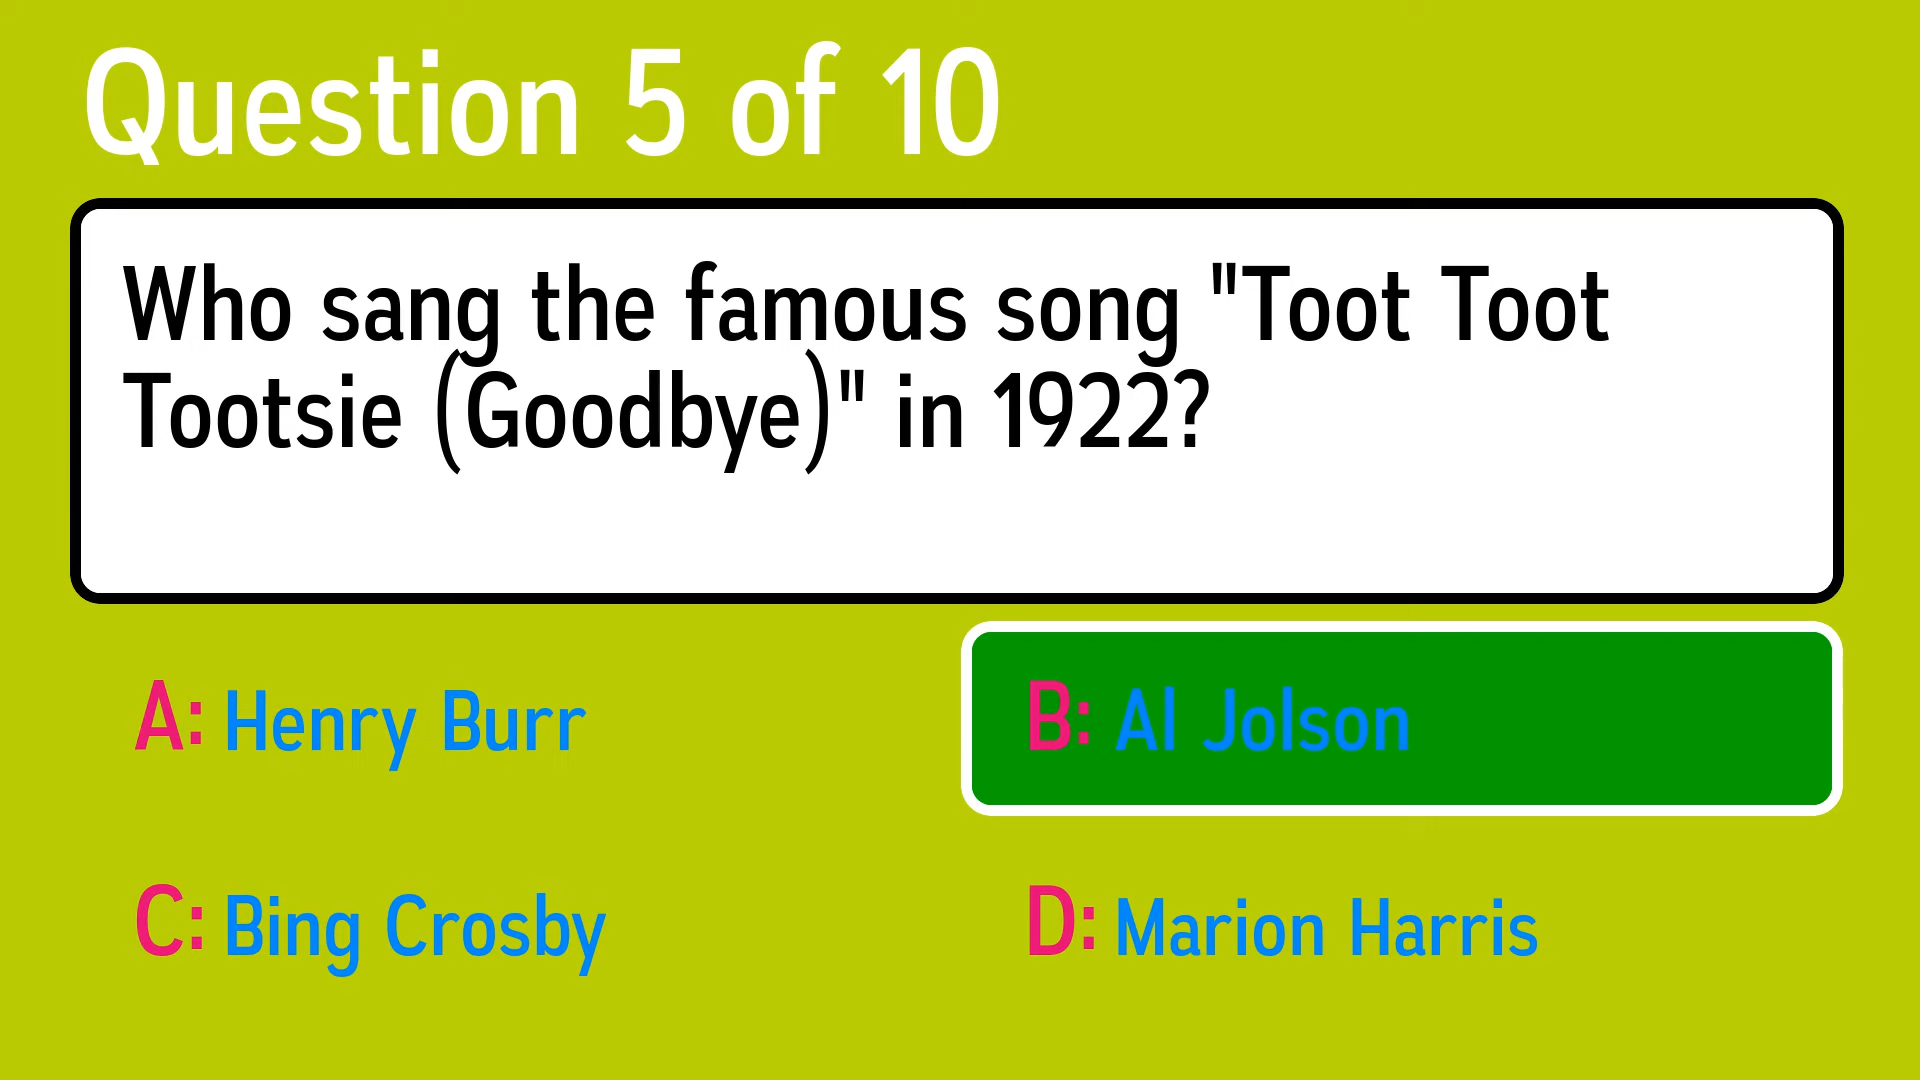 Question 5 of 10
Who sang the famous song "Toot Toot
Tootsie (Goodbye)" in 1922?
A: Henry Burr
B: Al Jolson
C: Bing Crosby
D: Marion Harris